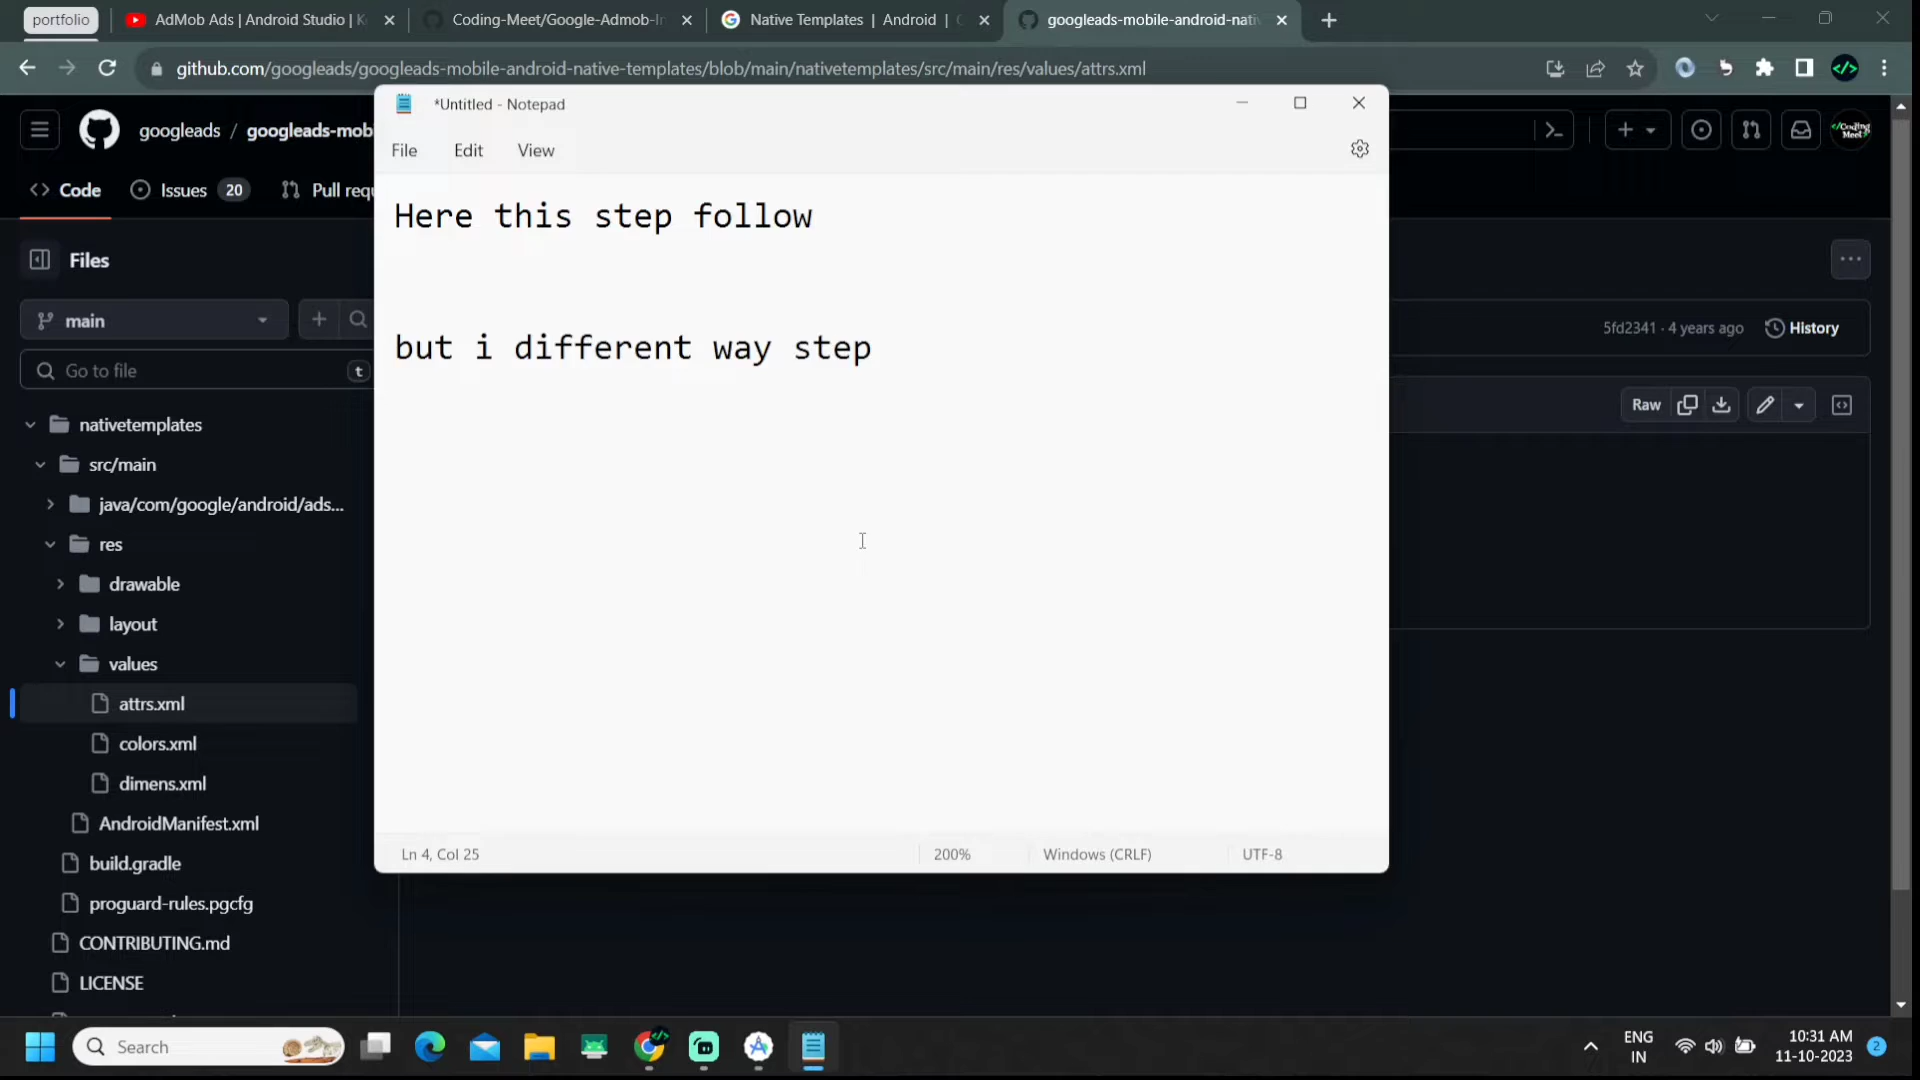 portfolio
AdMob Ads | Android Studio | K
Coding-Meet/Google-Admob-In
Native Templates | Android |
googleads-mobile-android-nati
github.com/googleads/googleads-mobile-android-native-templates/blob/main/nativetemplates/src/main/res/values/attrs.xml
*Untitled - Notepad
googleads / googleads-mob
File Edit View
Code Issues 20 Pull requ
Here this step follow
but i different way step
Files
main
Go to file t
5fd2341 · 4 years ago History
Raw
nativetemplates
src/main
java/com/google/android/ads...
res
drawable
layout
values
attrs.xml
colors.xml
dimens.xml
AndroidManifest.xml
build.gradle
proguard-rules.pgcfg
CONTRIBUTING.md
LICENSE
Ln 4, Col 25 200% Windows (CRLF) UTF-8
Search
ENG
IN
10:31 AM
11-10-2023
2